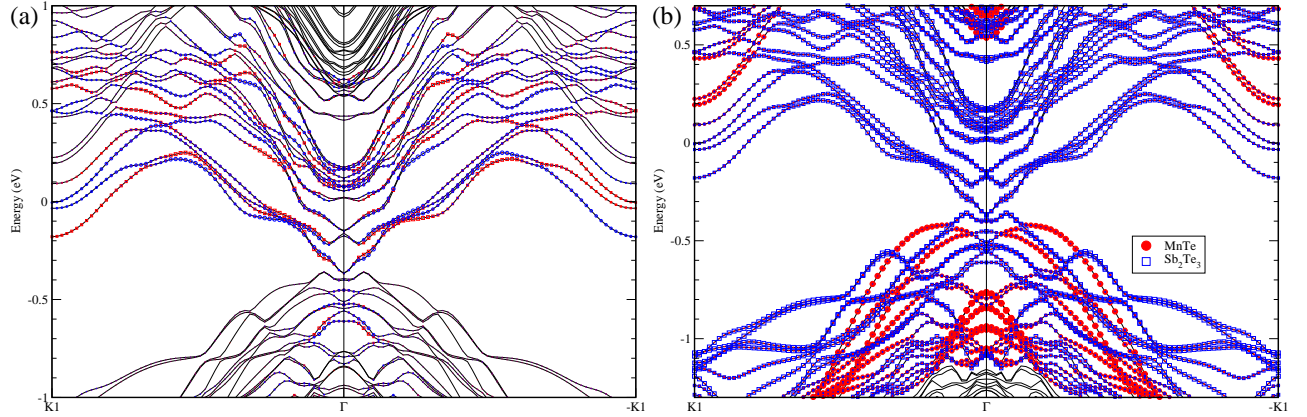 (a)
1
0.5
0
-0.5
-1
Energy (eV)
K1
Γ
-K1
(b)
0.5
0
-0.5
-1
Energy (eV)
MnTe
Sb2Te3
K1
Γ
-K1